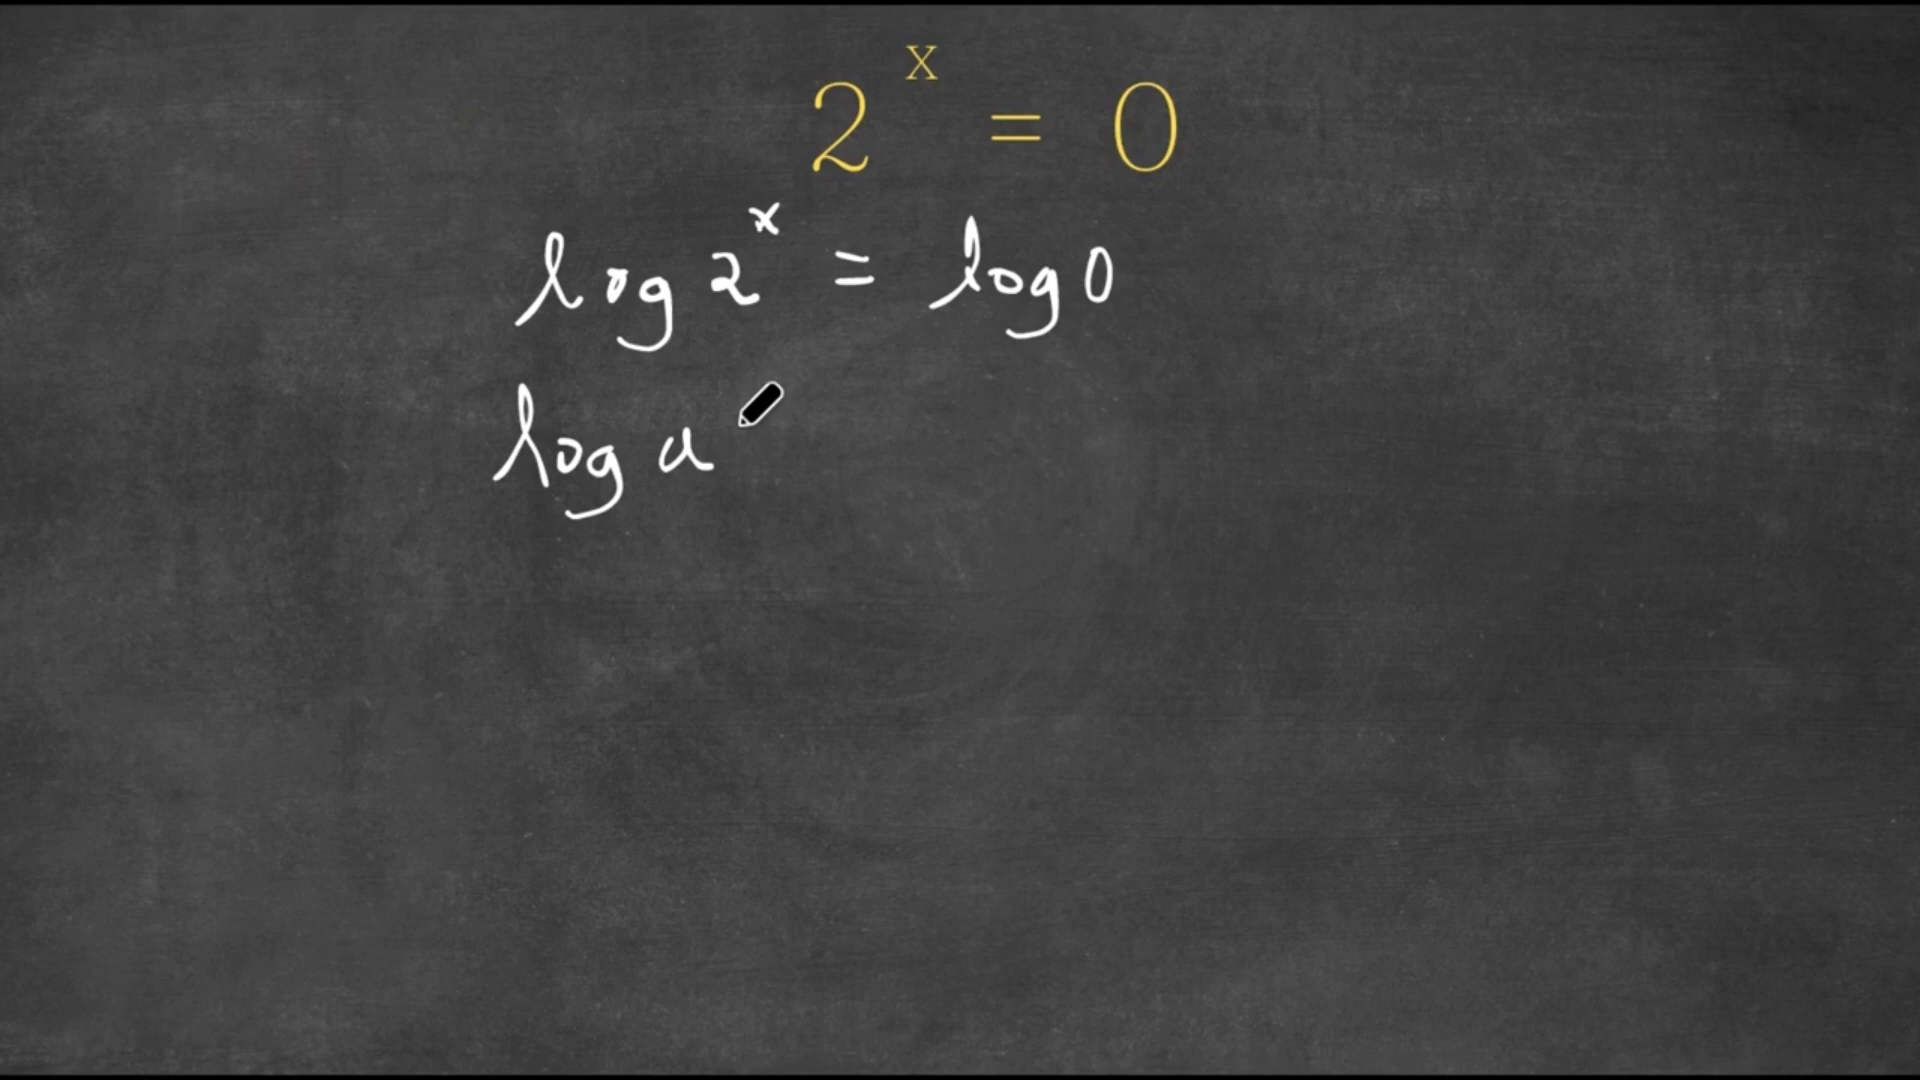 2^x = 0
log 2^x = log 0
log a